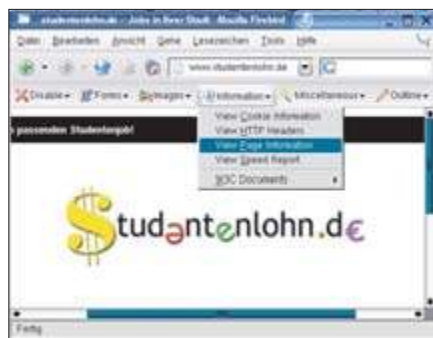 studentenlohn.de - Jobs in Ihrer Stadt - Mozilla Firebird
Datei Bearbeiten Ansicht Gehe Lesezeichen Tools Hilfe
www.studentenlohn.de
Disable Forms Images Information Miscellaneous Outline
View Cookie Information
View HTTP Headers
View Page Information
View Speed Report
W3C Documents
passenden Studentenjob!
$tudentenlohn.de
Fertig